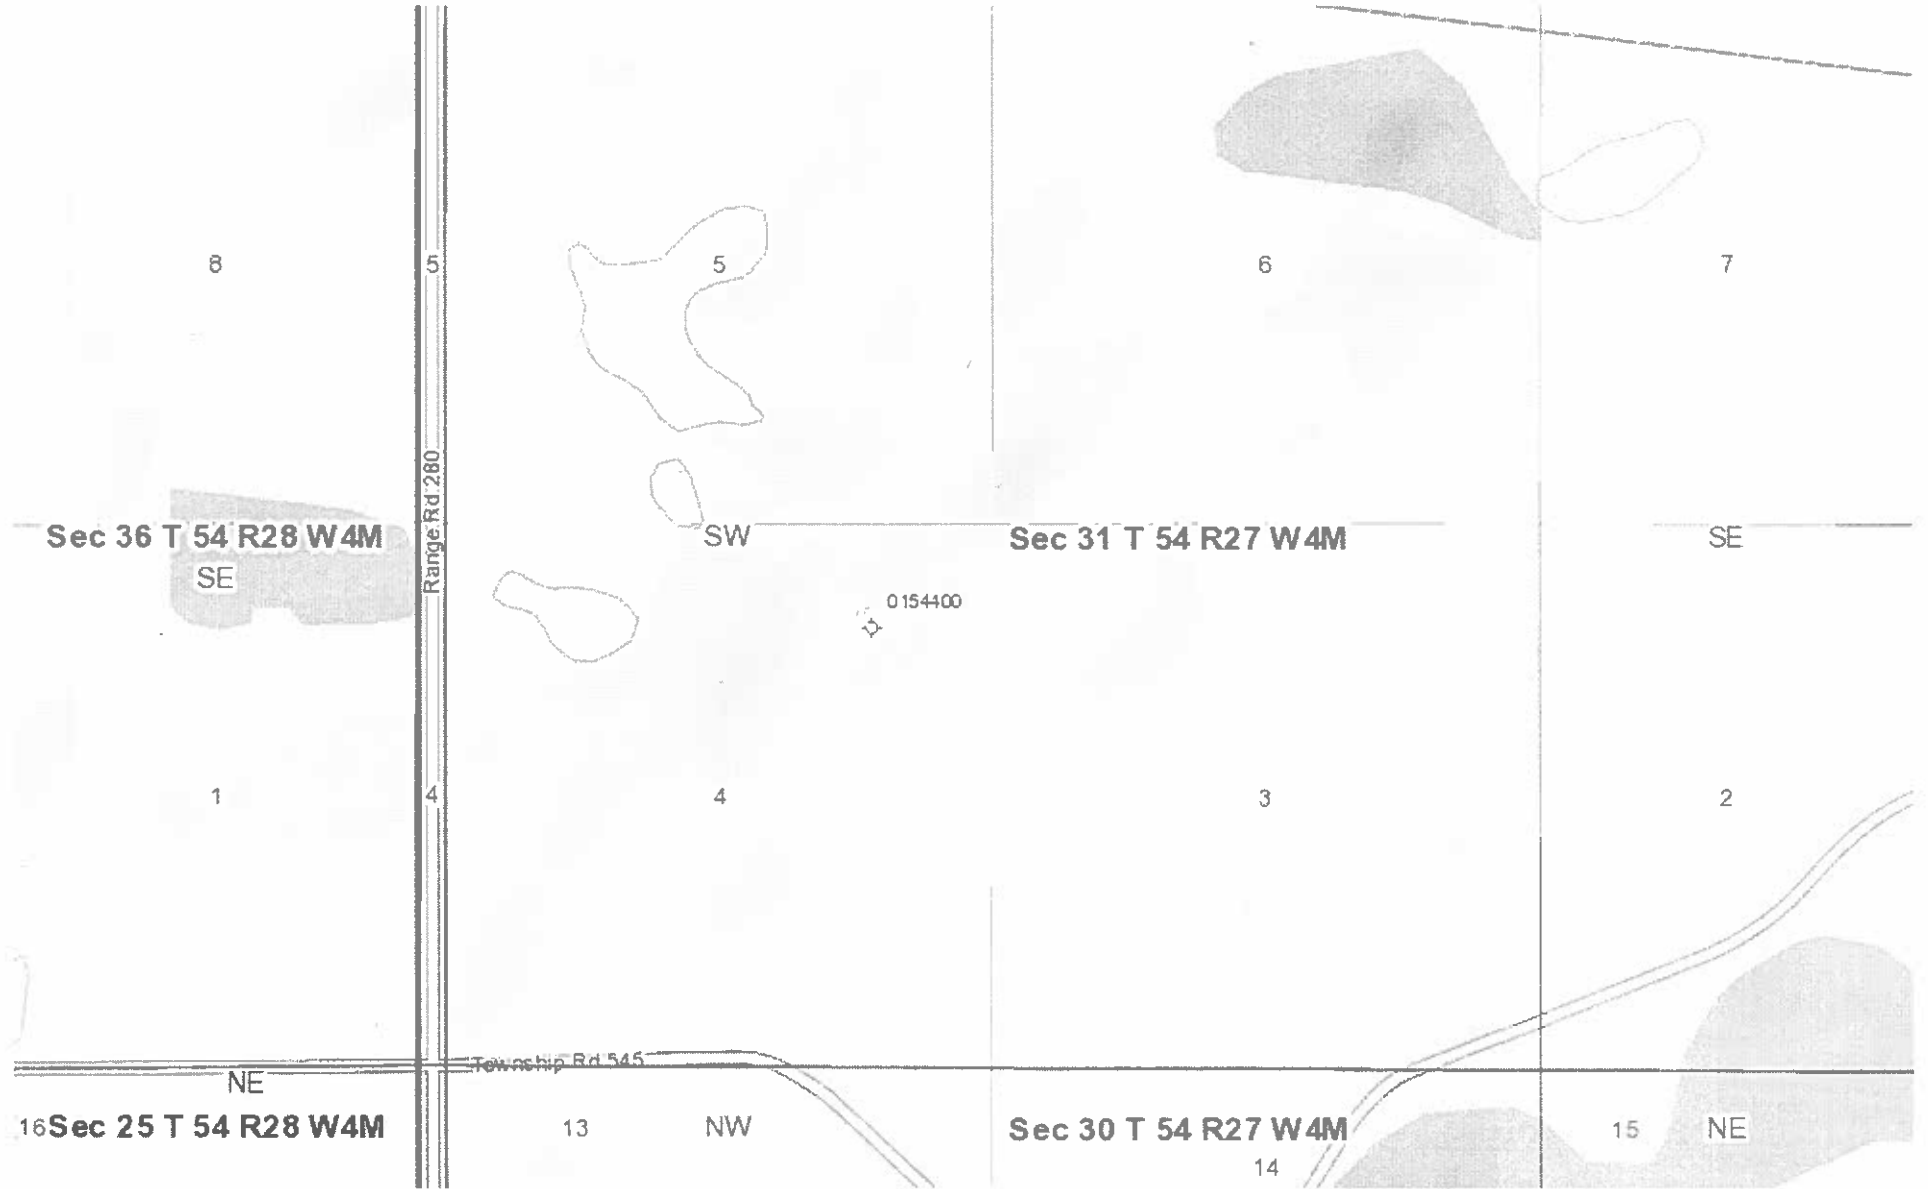 8
5
5
6
7
Range Rd 280
Sec 36 T 54 R28 W4M
SW
Sec 31 T 54 R27 W4M
SE
SE
0154400
1
4
4
3
2
Township Rd 545
NE
16 Sec 25 T 54 R28 W4M
13
NW
Sec 30 T 54 R27 W4M
15
NE
14